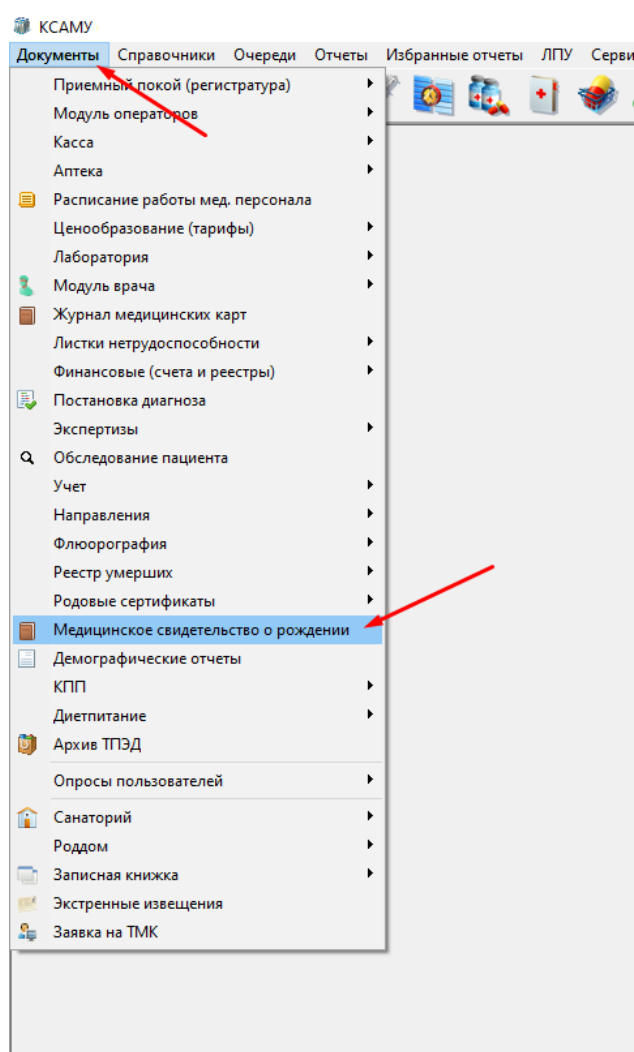 КСАМУ
Документы Справочники Очереди Отчеты Избранные отчеты ЛПУ Серви
Приемный покой (регистратура)
Модуль операторов
Касса
Аптека
Расписание работы мед. персонала
Ценообразование (тарифы)
Лаборатория
Модуль врача
Журнал медицинских карт
Листки нетрудоспособности
Финансовые (счета и реестры)
Постановка диагноза
Экспертизы
Обследование пациента
Учет
Направления
Флюорография
Реестр умерших
Родовые сертификаты
Медицинское свидетельство о рождении
Демографические отчеты
КПП
Диетпитание
Архив ТПЭД
Опросы пользователей
Санаторий
Роддом
Записная книжка
Экстренные извещения
Заявка на ТМК